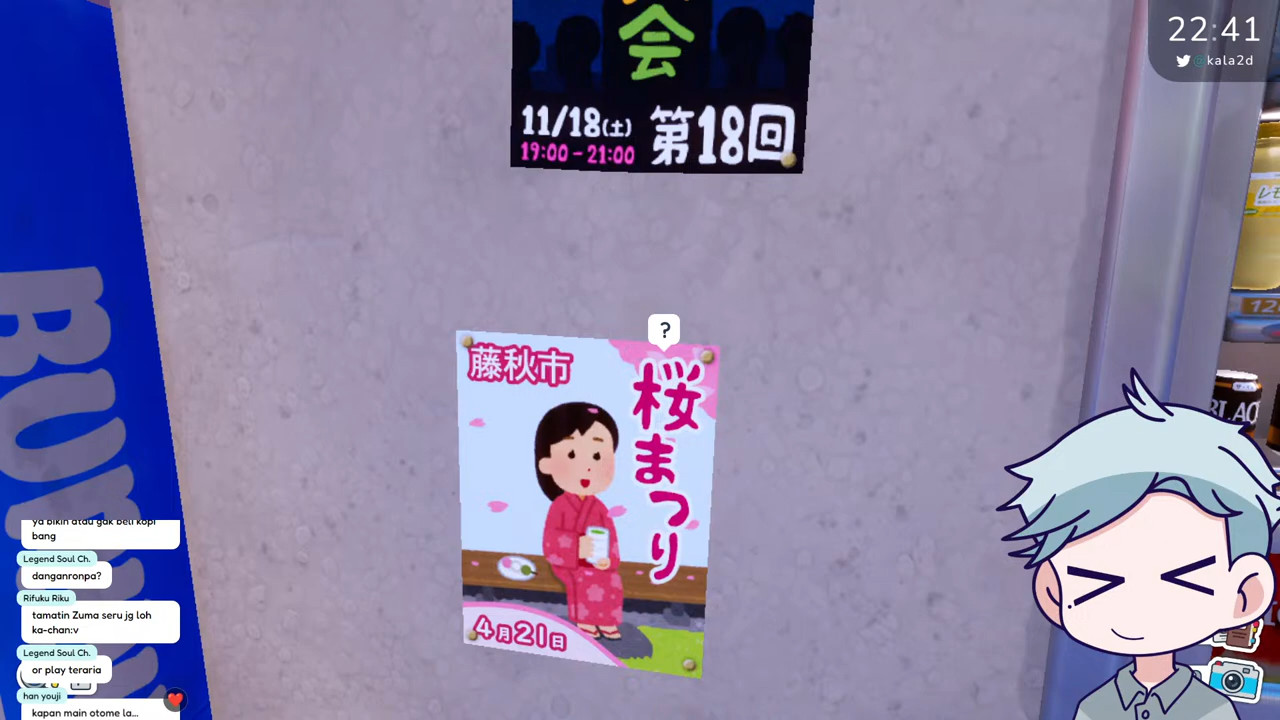 22:41
@kala2d
会
11/18(土)
19:00-21:00
第18回
藤秋市
桜まつり
4月21日
ya bikin atau gak beli kopi
bang
Legend Soul Ch.
danganronpa?
Rifuku Riku
tamatin Zuma seru jg loh
ka-chan:v
Legend Soul Ch.
or play teraria
han youji
kapan main otome la...